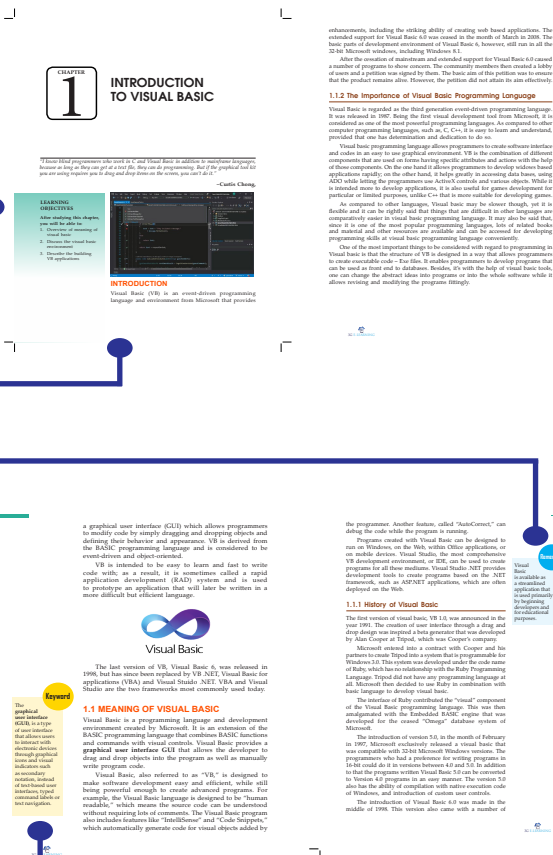 CHAPTER
1
INTRODUCTION
TO VISUAL BASIC
"I know blind programmers who work in C and Visual Basic in addition to mainframe languages,
because as long as they can get at a text file, they can do programming. But if the graphical tool kit
you are using requires you to drag and drop items on the screen, you can't do it."
–Curtis Chong,
LEARNING
OBJECTIVES
After studying this chapter,
you will be able to:
1. Overview of meaning of
visual basic
2. Discuss the visual basic
environment
3. Describe the building
VB applications
INTRODUCTION
Visual Basic (VB) is an event-driven programming
language and environment from Microsoft that provides
enhancements, including the striking ability of creating web based applications. The
extended support for Visual Basic 6.0 was ceased in the month of March in 2008. The
basic parts of development environment of Visual Basic 6, however, still run in all the
32-bit Microsoft windows, including Windows 8.1.
After the cessation of mainstream and extended support for Visual Basic 6.0 caused
a number of programs to show concern. The community members then created a lobby
of users and a petition was signed by them. The basic aim of this petition was to ensure
that the product remains alive. However, the petition did not attain its aim effectively.
1.1.2 The Importance of Visual Basic Programming Language
Visual Basic is regarded as the third generation event-driven programming language.
It was released in 1987. Being the first visual development tool from Microsoft, it is
considered as one of the most powerful programming languages. As compared to other
computer programming languages, such as, C, C++, it is easy to learn and understand,
provided that one has determination and dedication to do so.
Visual basic programming language allows programmers to create software interface
and codes in an easy to use graphical environment. VB is the combination of different
components that are used on forms having specific attributes and actions with the help
of those components. On the one hand it allows programmers to develop widows based
applications rapidly; on the other hand, it helps greatly in accessing data bases, using
ADO while letting the programmers use ActiveX controls and various objects. While it
is intended more to develop applications, it is also useful for games development for
particular or limited purposes, unlike C++ that is more suitable for game development.
As compared to other languages, Visual Basic may be slower though, yet it is
flexible and it can be rightly said that things that are difficult in other languages are
comparatively easier in visual basic programming language. It may also be said that,
since it is one of the most popular programming languages, lots of related books
and material and other resources are available and can be accessed for developing
programming skills at visual basic programming language conveniently.
One of the most important things to be considered with regard to programming in
Visual basic is that the structure of VB is designed in a way that allows programmers
to create executable code – Exe files. It enables programmers to develop programs that
can be used as front end to databases. Besides, it's with the help of visual basic tools,
one can change the abstract ideas into programs or into the whole software while it
allows revising and modifying the programs fittingly.
a graphical user interface (GUI) which allows programmers
to modify code by simply dragging and dropping objects and
defining their behavior and appearance. VB is derived from
the BASIC programming language and is considered to be
event-driven and object-oriented.
VB is intended to be easy to learn and fast to write
code with; as a result, it is sometimes called a rapid
application development (RAD) system and is used
to prototype an application that will later be written in a
more difficult but efficient language.
Visual Basic
The last version of VB, Visual Basic 6, was released in
1998, but has since been replaced by VB .NET, Visual Basic for
applications (VBA) and Visual Studio .NET. VBA and Visual
Studio are the two frameworks most commonly used today.
1.1 MEANING OF VISUAL BASIC
Visual Basic is a programming language and development
environment created by Microsoft. It is an extension of the
BASIC programming language that combines BASIC functions
and commands with visual controls. Visual Basic provides a
graphical user interface GUI that allows the developer to
drag and drop objects into the program as well as manually
write program code.
Visual Basic, also referred to as "VB," is designed to
make software development easy and efficient, while still
being powerful enough to create advanced programs. For
example, the Visual Basic language is designed to be "human
readable," which means the source code can be understood
without requiring lots of comments. The Visual Basic program
also includes features like "IntelliSense" and "Code Snippets,"
which automatically generate code for visual objects added by
Keyword
The
graphical
user interface
(GUI), is a type
of user interface
that allows users
to interact with
electronic devices
through graphical
icons and visual
indicators such
as secondary
notation, instead
of text-based user
interfaces, typed
command labels or
text navigation.
the programmer. Another feature, called "AutoCorrect," can
debug the code while the program is running.
Programs created with Visual Basic can be designed to
run on Windows, on the Web, within Office applications, or
on mobile devices. Visual Studio, the most comprehensive
VB development environment, or IDE, can be used to create
programs for all these mediums. Visual Studio .NET provides
development tools to create programs based on the .NET
framework, such as ASP.NET applications, which are often
deployed on the Web.
1.1.1 History of Visual Basic
The first version of visual basic, VB 1.0, was announced in the
year 1991. The creation of user interface through a drag and
drop design was inspired a beta generator that was developed
by Alan Cooper at Tripod, which was Cooper's company.
Microsoft entered into a contract with Cooper and his
partners to create Tripod into a system that is programmable for
Windows 3.0. This system was developed under the code name
of Ruby, which has no relationship with the Ruby Programming
Language. Tripod did not have any programming language at
all. Microsoft then decided to use Ruby in combination with
basic language to develop visual basic.
The interface of Ruby contributed the "visual" component
of the Visual Basic programming language. This was then
amalgamated with the Embedded BASIC engine that was
developed for the ceased "Omega" database system of
Microsoft.
The introduction of version 5.0, in the month of February
in 1997, Microsoft exclusively released a visual basic that
was compatible with 32-bit Microsoft Windows versions. The
programmers who had a preference for writing programs in
16-bit could do it in versions between 4.0 and 5.0. In addition
to that the programs written Visual Basic 5.0 can be converted
to Version 4.0 programs in an easy manner. The version 5.0
also has the ability of compilation with native execution code
of Windows, and introduction of custom user controls.
The introduction of Visual Basic 6.0 was made in the
middle of 1998. This version also came with a number of
Visual
Basic
is available as
a streamlined
application that
is used primarily
by beginning
developers and
for educational
purposes.